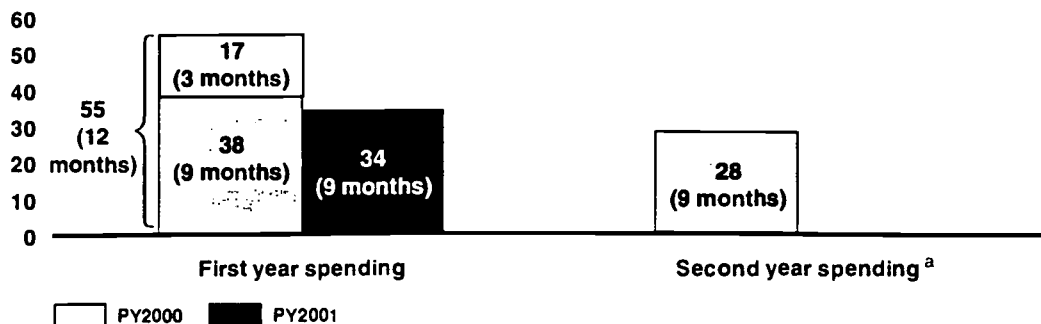 60
50
40
30
20
10
0
55
(12
months)
17
(3 months)
38
(9 months)
34
(9 months)
28
(9 months)
First year spending
Second year spending a
PY2000 PY2001